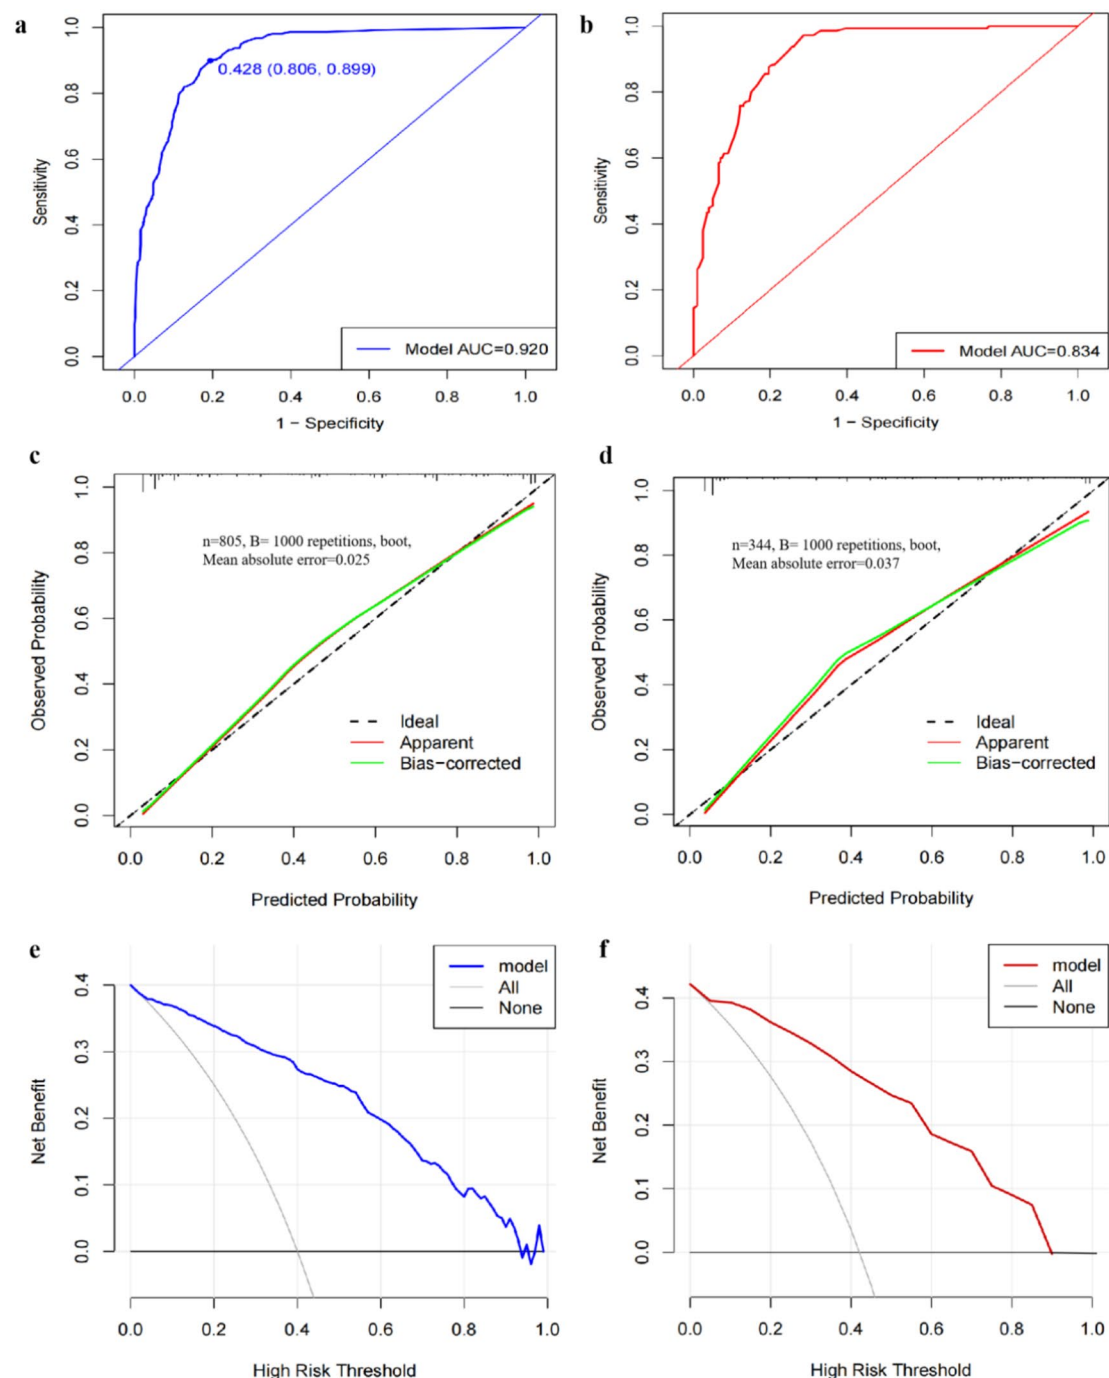 a
1.0
0.8
0.6
0.4
0.2
0.0
Sensitivity
0.428 (0.806, 0.899)
Model AUC=0.920
0.0 0.2 0.4 0.6 0.8 1.0
1 − Specificity
b
1.0
0.8
0.6
0.4
0.2
0.0
Sensitivity
Model AUC=0.834
0.0 0.2 0.4 0.6 0.8 1.0
1 − Specificity
c
1.0
0.8
0.6
0.4
0.2
0.0
Observed Probability
n=805, B= 1000 repetitions, boot,
Mean absolute error=0.025
Ideal
Apparent
Bias−corrected
0.0 0.2 0.4 0.6 0.8 1.0
Predicted Probability
d
1.0
0.8
0.6
0.4
0.2
0.0
Observed Probability
n=344, B= 1000 repetitions, boot,
Mean absolute error=0.037
Ideal
Apparent
Bias−corrected
0.0 0.2 0.4 0.6 0.8 1.0
Predicted Probability
e
model
All
None
0.4
0.3
0.2
0.1
0.0
Net Benefit
0.0 0.2 0.4 0.6 0.8 1.0
High Risk Threshold
f
model
All
None
0.4
0.3
0.2
0.1
0.0
Net Benefit
0.0 0.2 0.4 0.6 0.8 1.0
High Risk Threshold